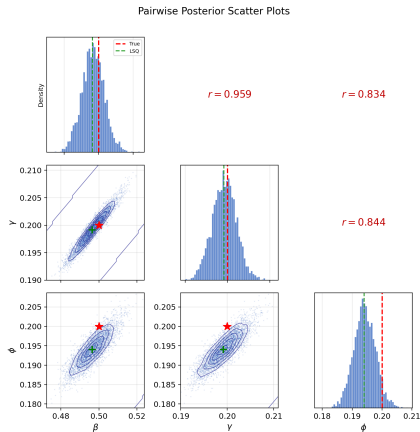 Pairwise Posterior Scatter Plots
Density
True
LSQ
r = 0.959
r = 0.834
γ
0.210
0.205
0.200
0.195
0.190
r = 0.844
ϕ
0.205
0.200
0.195
0.190
0.185
0.180
0.48 0.50 0.52
β
0.19 0.20 0.21
γ
0.18 0.19 0.20 0.21
ϕ